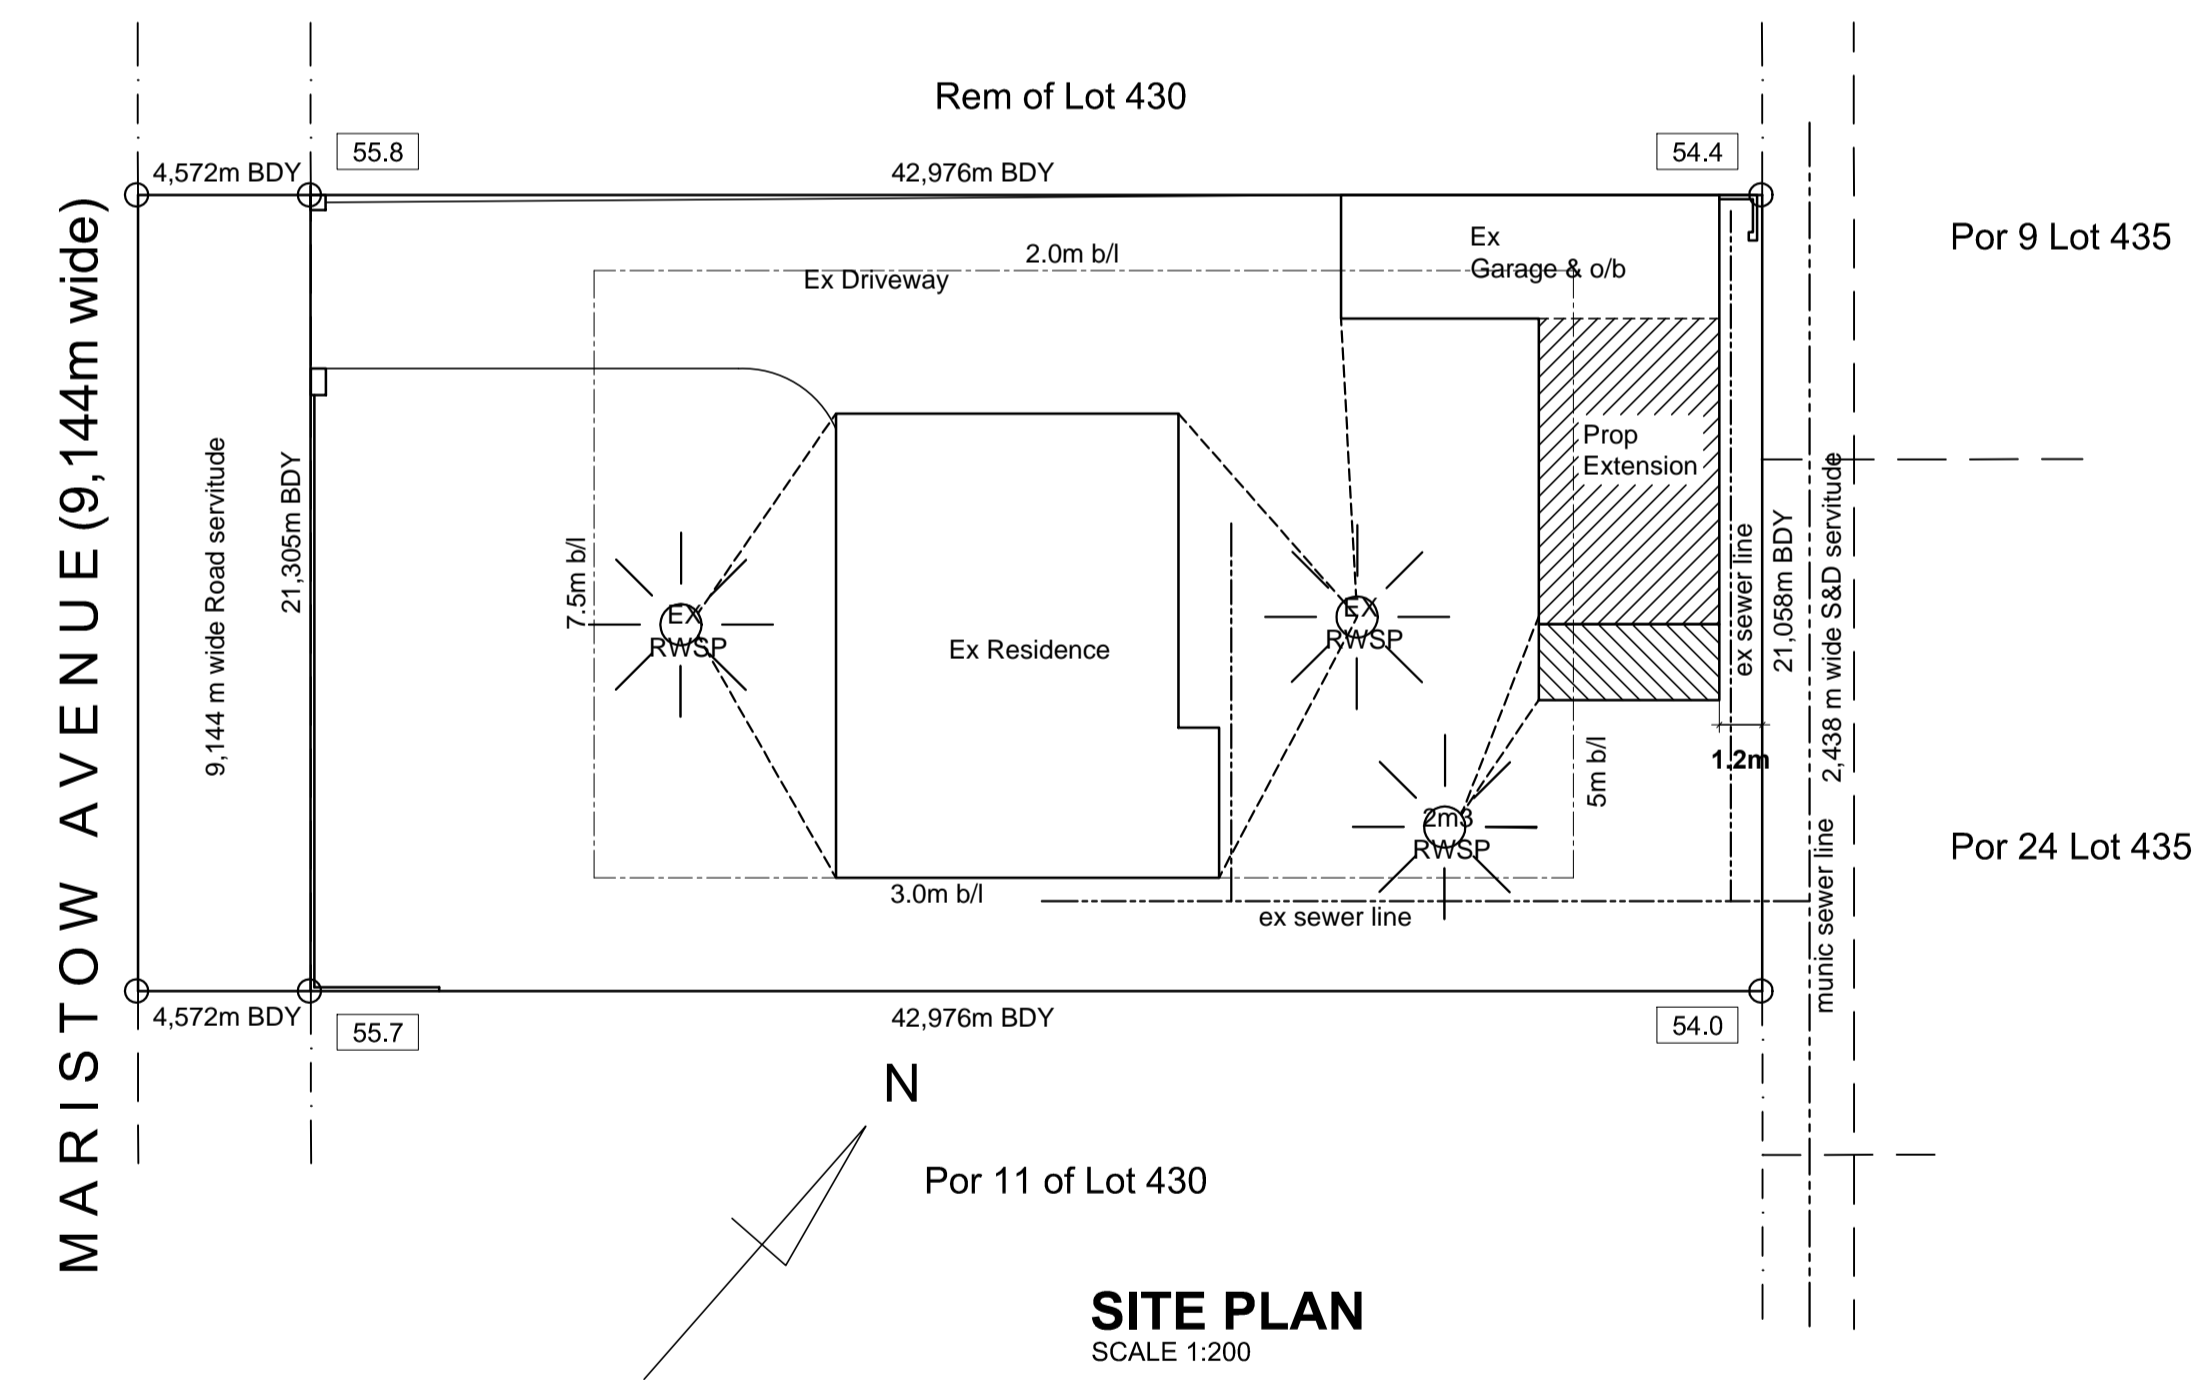 Rem of Lot 430
55.8
54.4
4,572m BDY
42,976m BDY
MARISTOW AVENUE (9,144m wide)
9,144 m wide Road servitude
21,305m BDY
2.0m b/l
Ex Driveway
Ex
Garage & o/b
Por 9 Lot 435
Prop
Extension
7.5m b/l
EX
RWSP
Ex Residence
EX
RWSP
ex sewer line
21,058m BDY
2,438 m wide S&D servitude
1.2m
5m b/l
2m3
RWSP
3.0m b/l
ex sewer line
munic sewer line
Por 24 Lot 435
4,572m BDY
42,976m BDY
55.7
54.0
N
Por 11 of Lot 430
SITE PLAN
SCALE 1:200